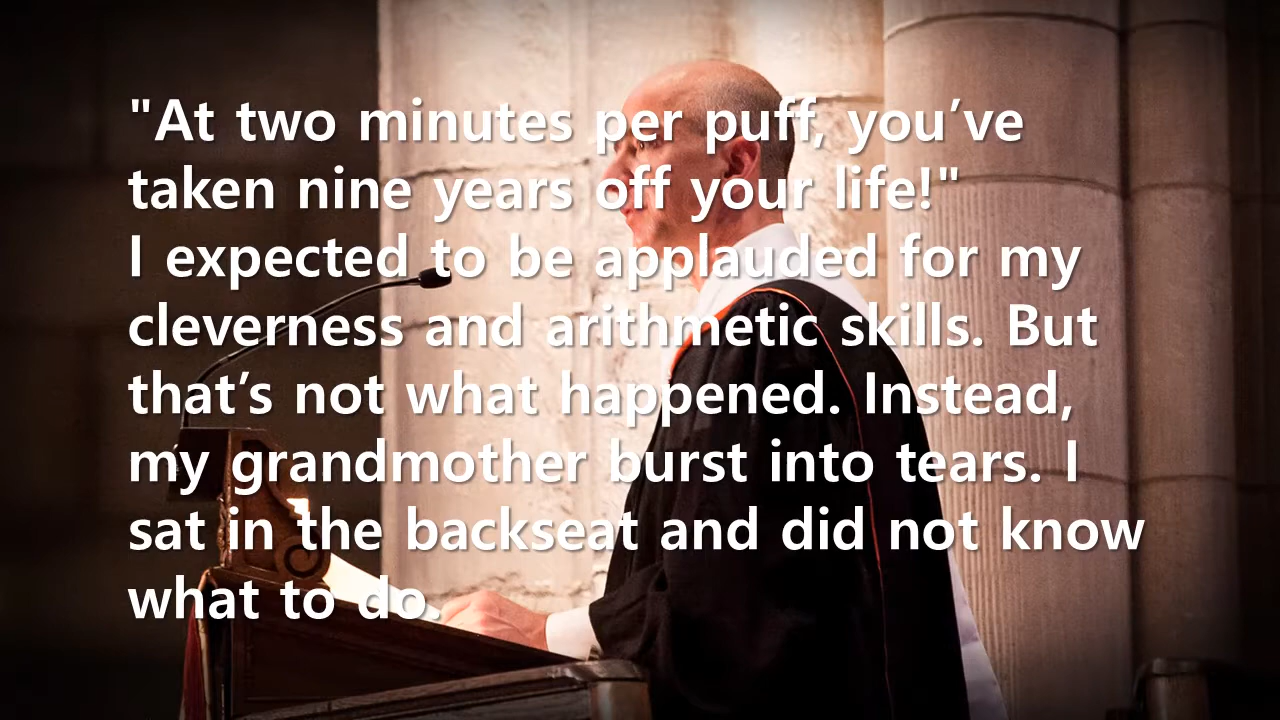 "At two minutes per puff, you’ve
taken nine years off your life!"
I expected to be applauded for my
cleverness and arithmetic skills. But
that’s not what happened. Instead,
my grandmother burst into tears. I
sat in the backseat and did not know
what to do.